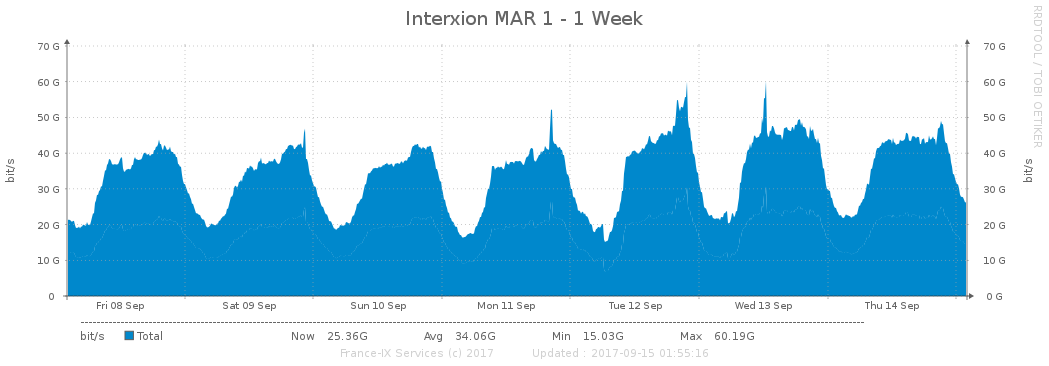 Interxion MAR 1 - 1 Week
RRDTOOL / TOBI OETIKER
bit/s
70 G 70 G
60 G 60 G
50 G 50 G
40 G 40 G
30 G 30 G
20 G 20 G
10 G 10 G
0 0 G
bit/s
Fri 08 Sep Sat 09 Sep Sun 10 Sep Mon 11 Sep Tue 12 Sep Wed 13 Sep Thu 14 Sep
bit/s Total Now 25.36G Avg 34.06G Min 15.03G Max 60.19G
France-IX Services (c) 2017 Updated : 2017-09-15 01:55:16